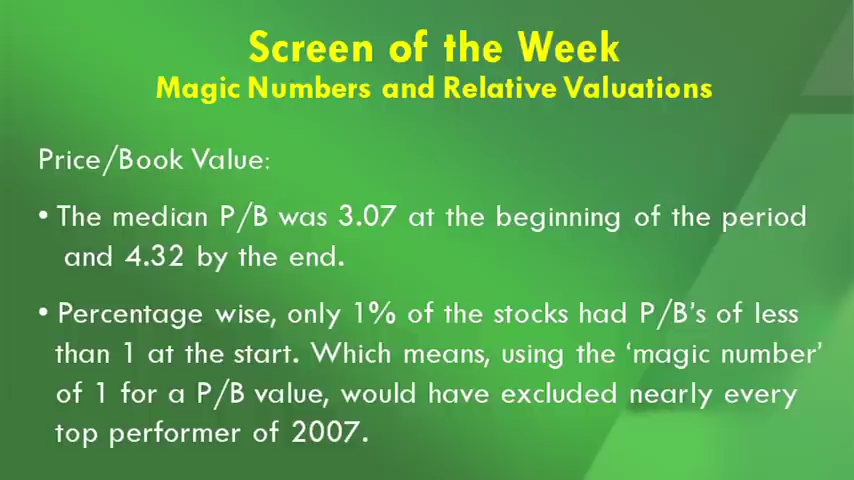 Screen of the Week
Magic Numbers and Relative Valuations
Price/Book Value:
• The median P/B was 3.07 at the beginning of the period
and 4.32 by the end.
• Percentage wise, only 1% of the stocks had P/B's of less
than 1 at the start. Which means, using the ‘magic number’
of 1 for a P/B value, would have excluded nearly every
top performer of 2007.